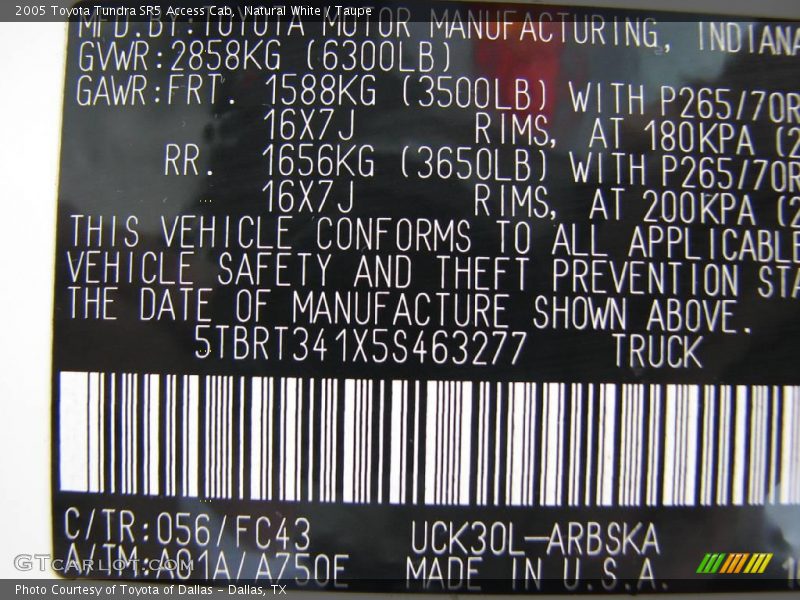 2005 Toyota Tundra SR5 Access Cab, Natural White / Taupe
MFD.BY:TOYOTA MOTOR MANUFACTURING, INDIANA
GVWR:2858KG (6300LB)
GAWR:FRT. 1588KG (3500LB) WITH P265/70R
16X7J RIMS, AT 180KPA (2
RR. 1656KG (3650LB) WITH P265/70R
16X7J RIMS, AT 200KPA (2
THIS VEHICLE CONFORMS TO ALL APPLICABLE
VEHICLE SAFETY AND THEFT PREVENTION STA
THE DATE OF MANUFACTURE SHOWN ABOVE.
5TBRT341X5S463277 TRUCK
C/TR:056/FC43 UCK30L-ARBSKA
A/TM:A01A/A750E MADE IN U.S.A.
GTcarlot.com
Photo Courtesy of Toyota of Dallas - Dallas, TX